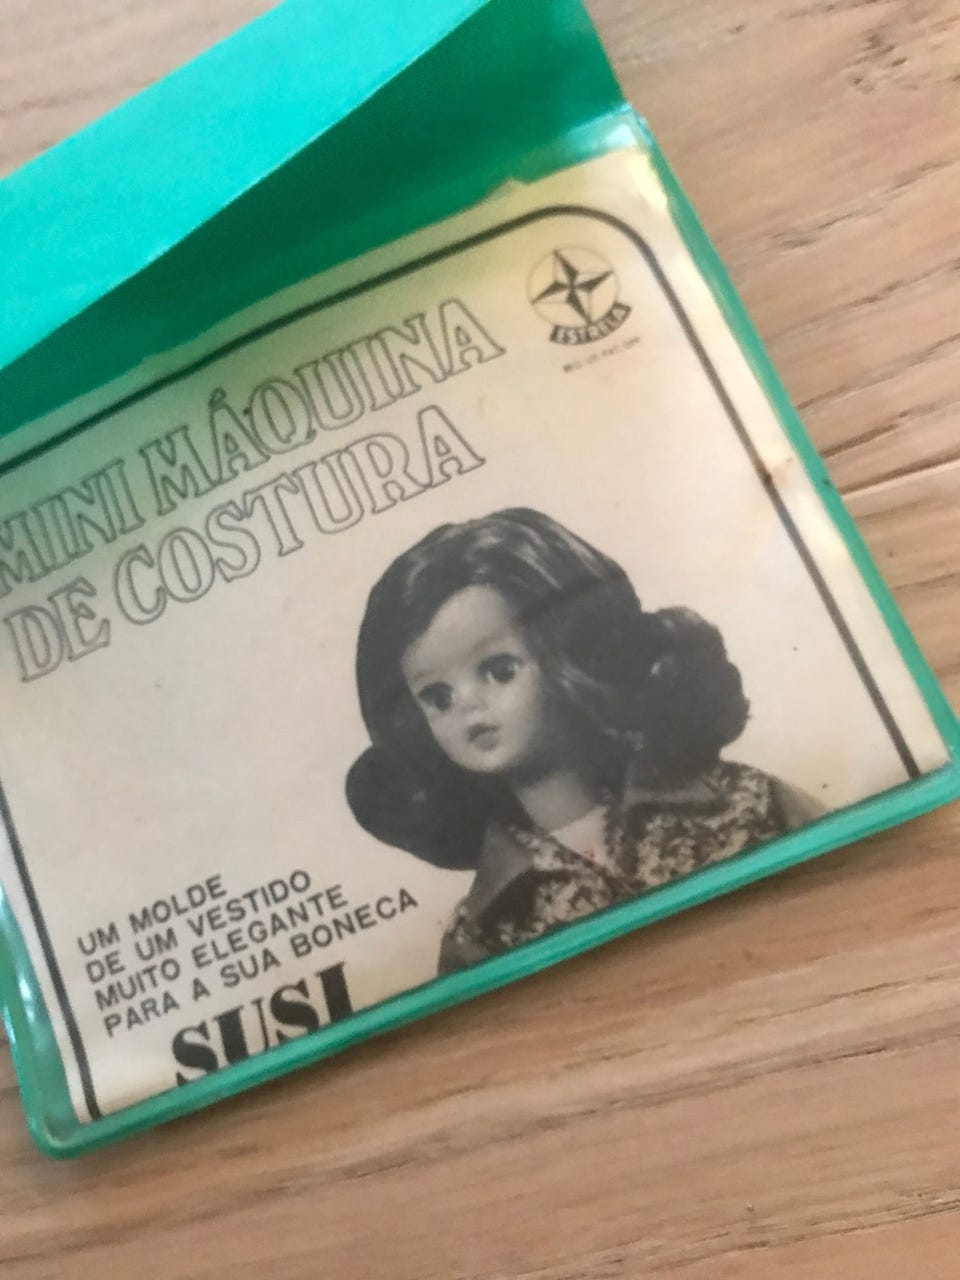 ESTRELA
MINI MÁQUINA
DE COSTURA
UM MOLDE
DE UM VESTIDO
MUITO ELEGANTE
PARA A SUA BONECA
SUSI